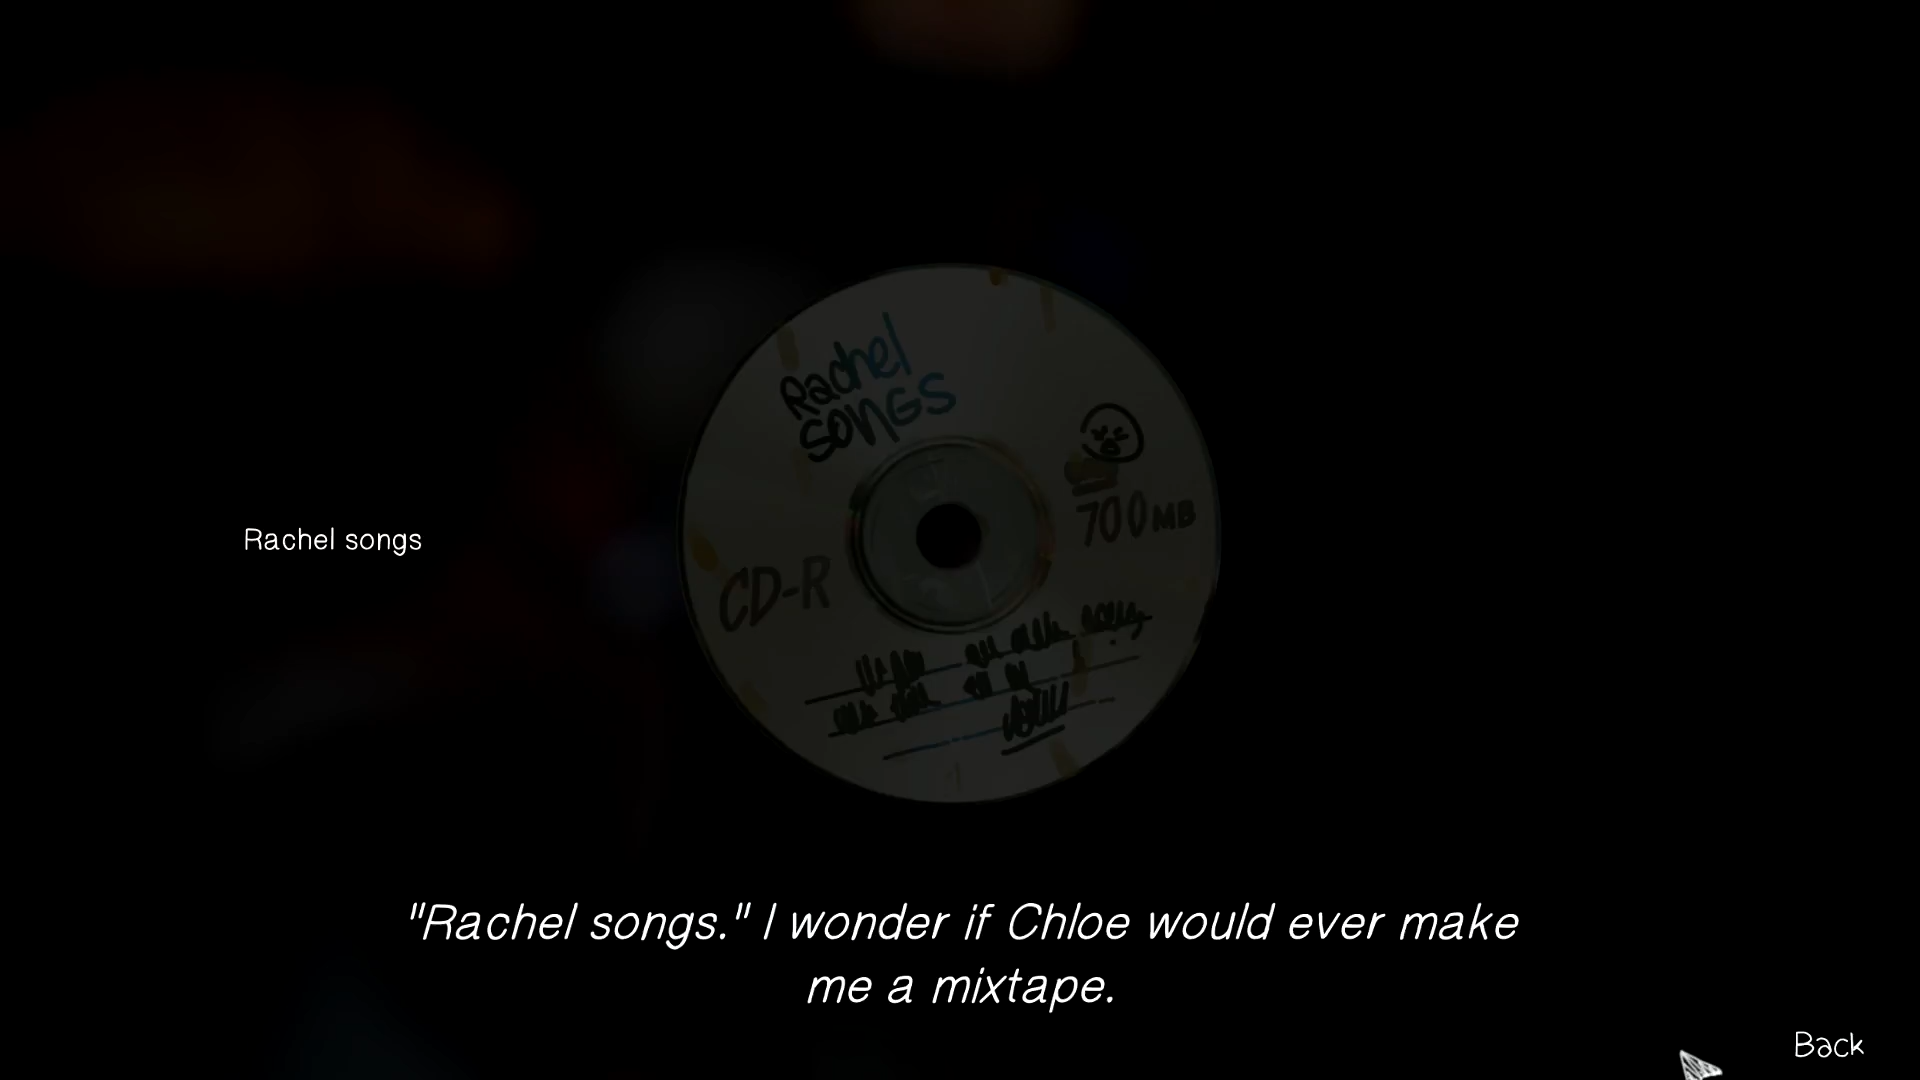 Rachel
SONGS
700MB
Rachel songs
CD-R
"Rachel songs." I wonder if Chloe would ever make
me a mixtape.
Back